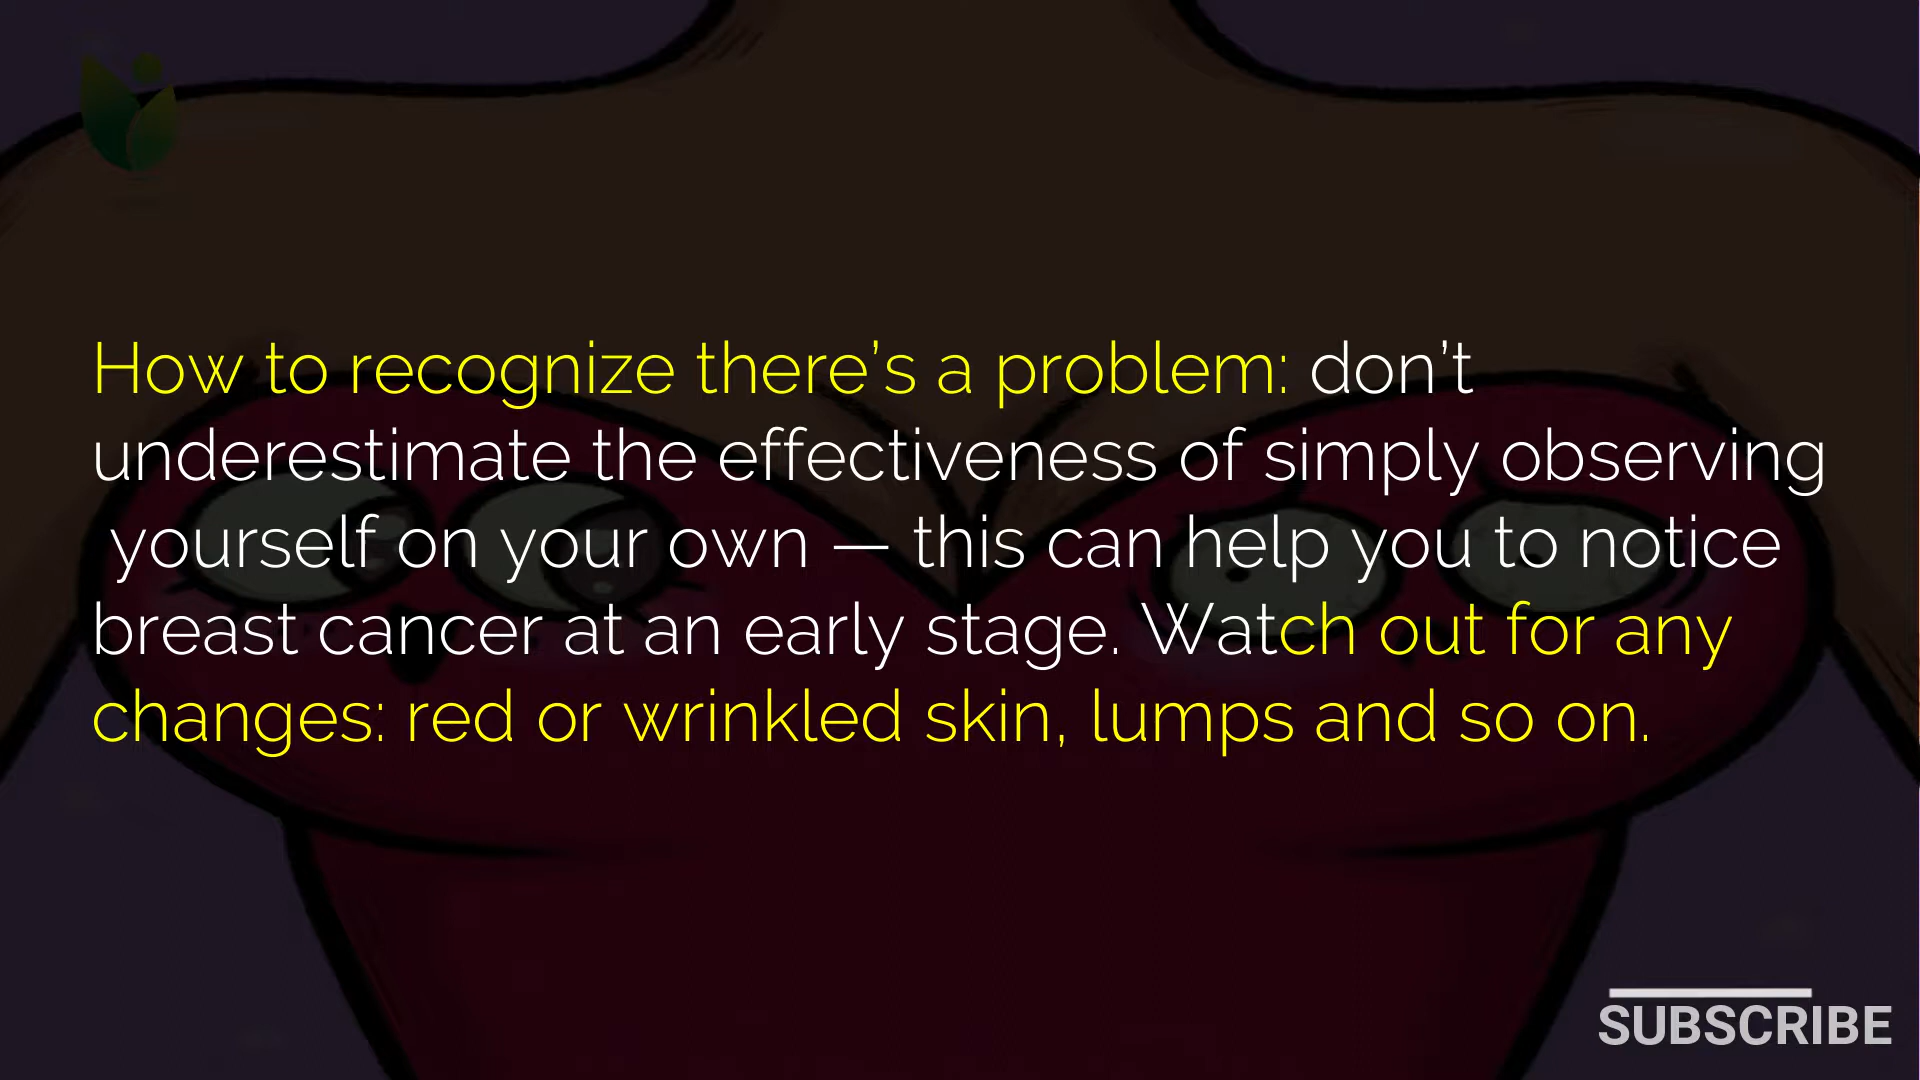 How to recognize there’s a problem: don’t
underestimate the effectiveness of simply observing
yourself on your own — this can help you to notice
breast cancer at an early stage. Watch out for any
changes: red or wrinkled skin, lumps and so on.
SUBSCRIBE